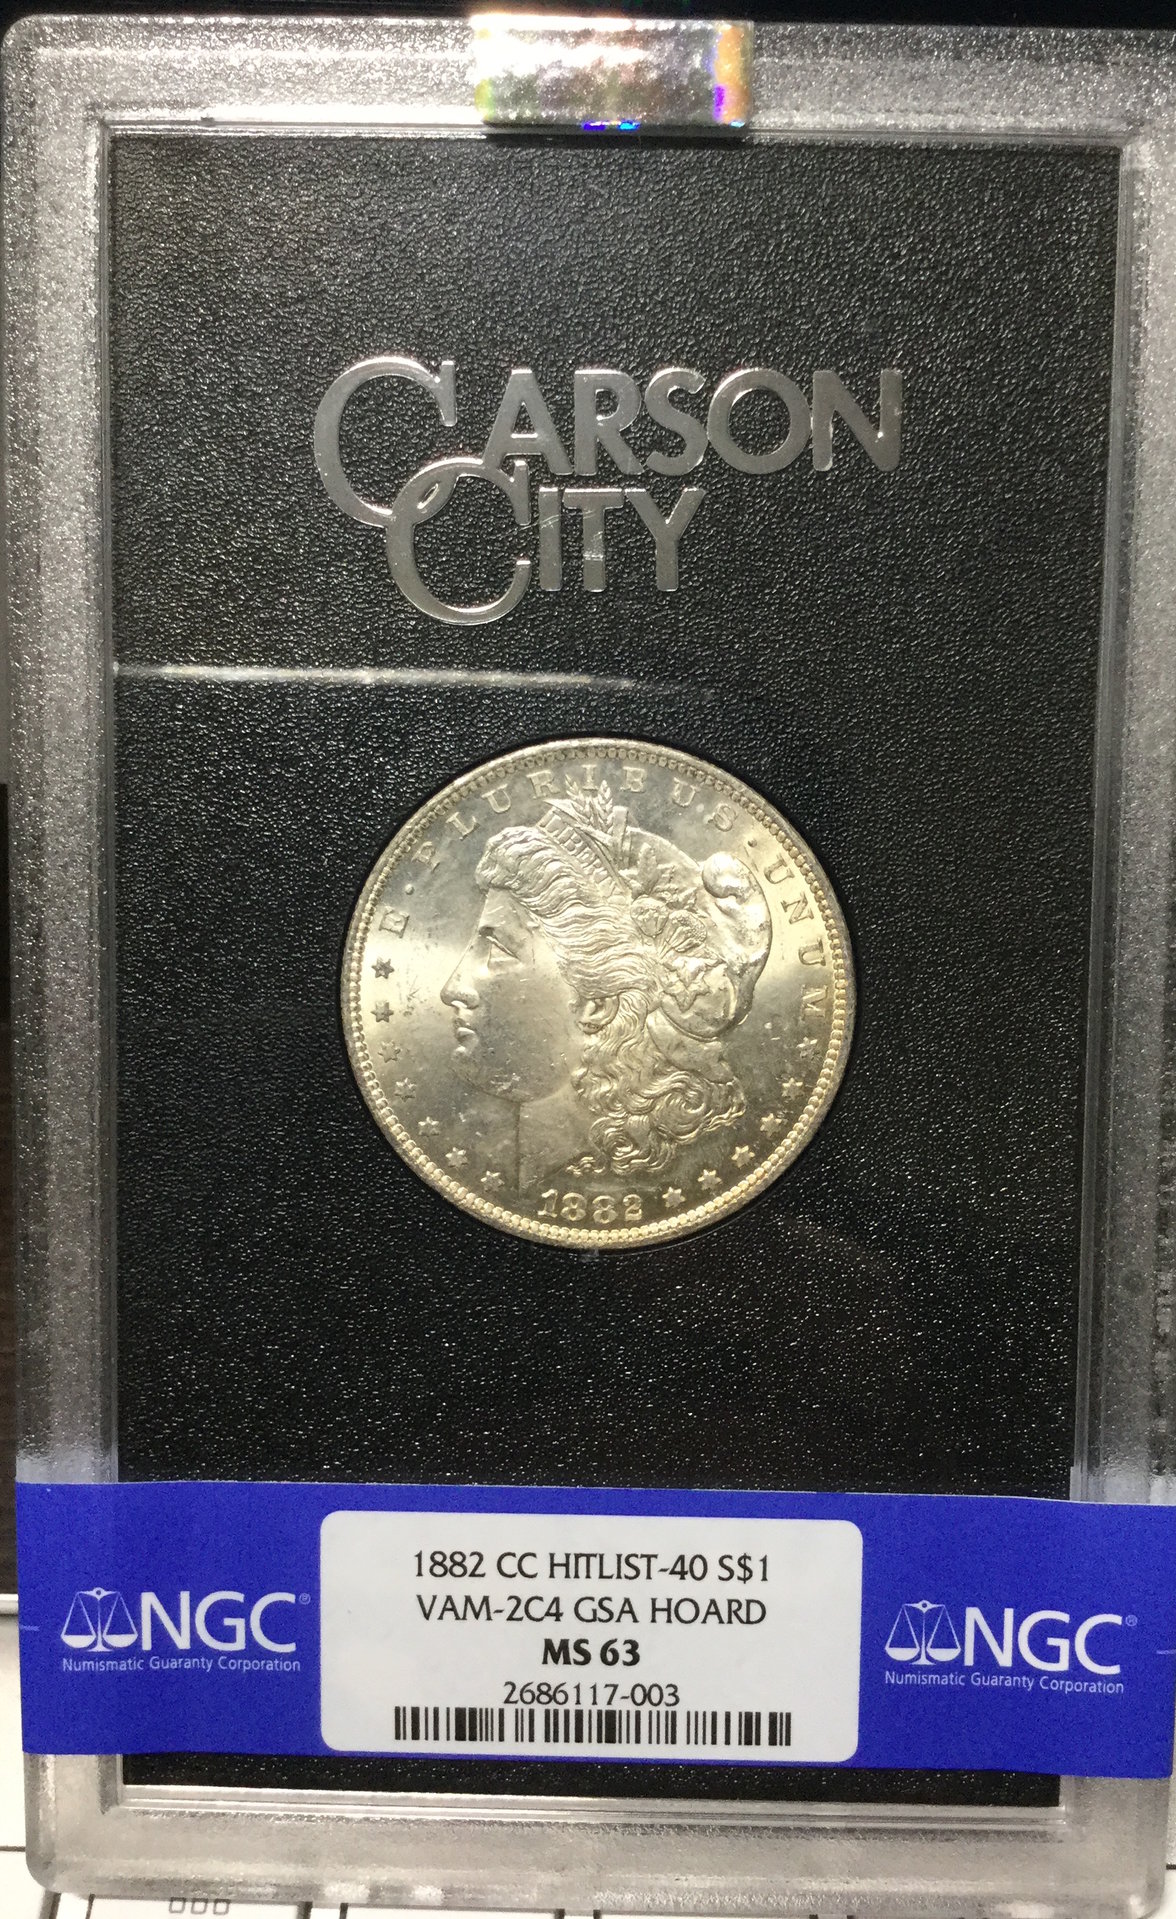 CARSON
CITY
E · PLURIBUS · UNUM
LIBERTY
1882
1882 CC HITLIST-40 S$1
VAM-2C4 GSA HOARD
MS 63
2686117-003
NGC®
Numismatic Guaranty Corporation
NGC®
Numismatic Guaranty Corporation